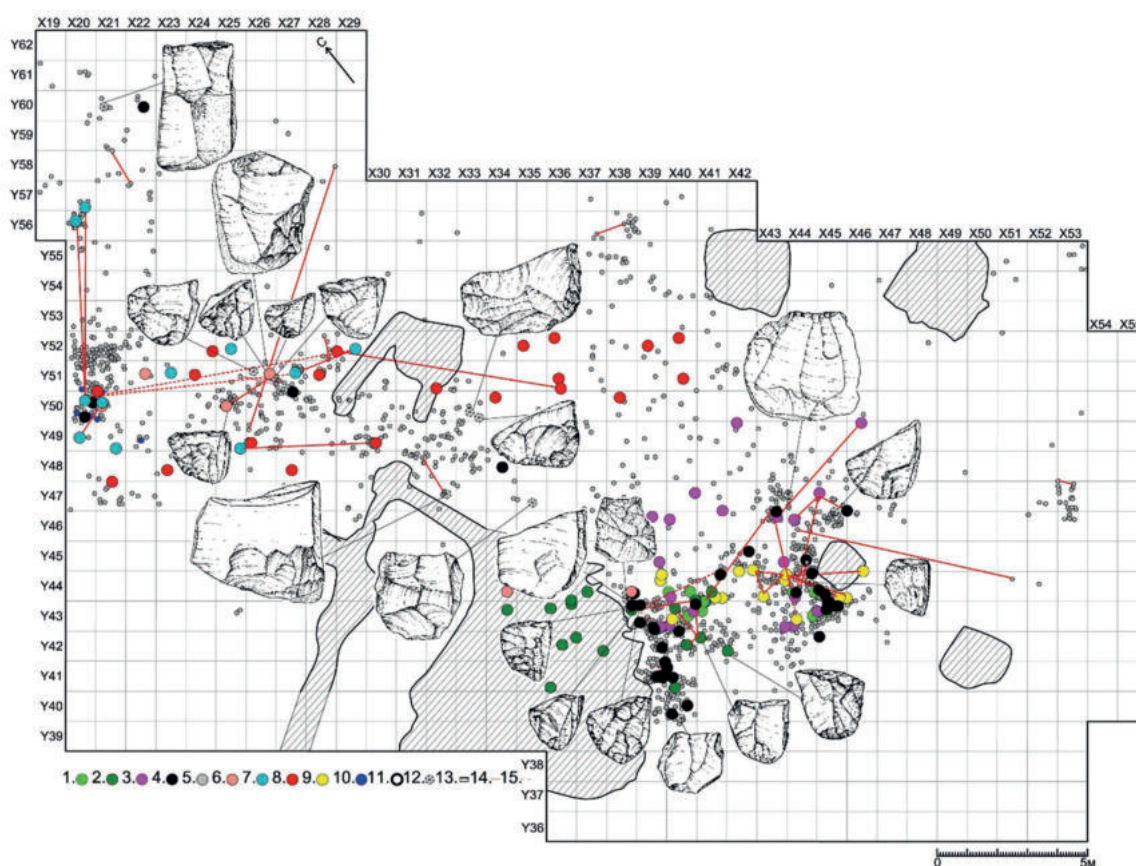 X19 X20 X21 X22 X23 X24 X25 X26 X27 X28 X29
Y62
Y61
Y60
Y59
Y58
X30 X31 X32 X33 X34 X35 X36 X37 X38 X39 X40 X41 X42
Y57
Y56
X43 X44 X45 X46 X47 X48 X49 X50 X51 X52 X53
Y55
Y54
Y53
X54
Y52
Y51
Y50
Y49
Y48
Y47
Y46
Y45
Y44
Y43
Y42
Y41
Y40
Y39
Y38
1. 2. 3. 4. 5. 6. 7. 8. 9. 10. 11. 12. 13. 14. 15.
Y37
Y36
0 5м